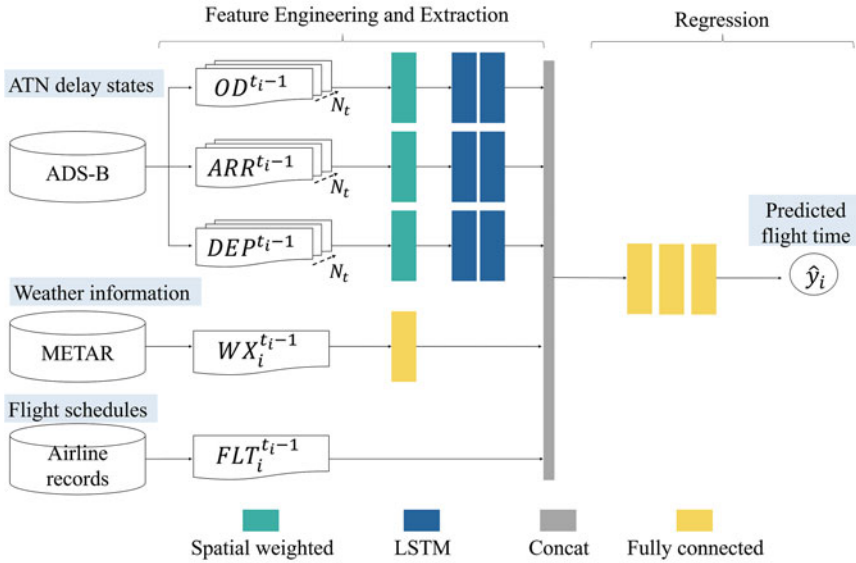 Feature Engineering and Extraction
Regression
ATN delay states
ADS-B
OD^{t_i-1}
N_t
ARR^{t_i-1}
N_t
DEP^{t_i-1}
N_t
Predicted
flight time
ŷ_i
Weather information
METAR
WX_i^{t_i-1}
Flight schedules
Airline
records
FLT_i^{t_i-1}
Spatial weighted
LSTM
Concat
Fully connected